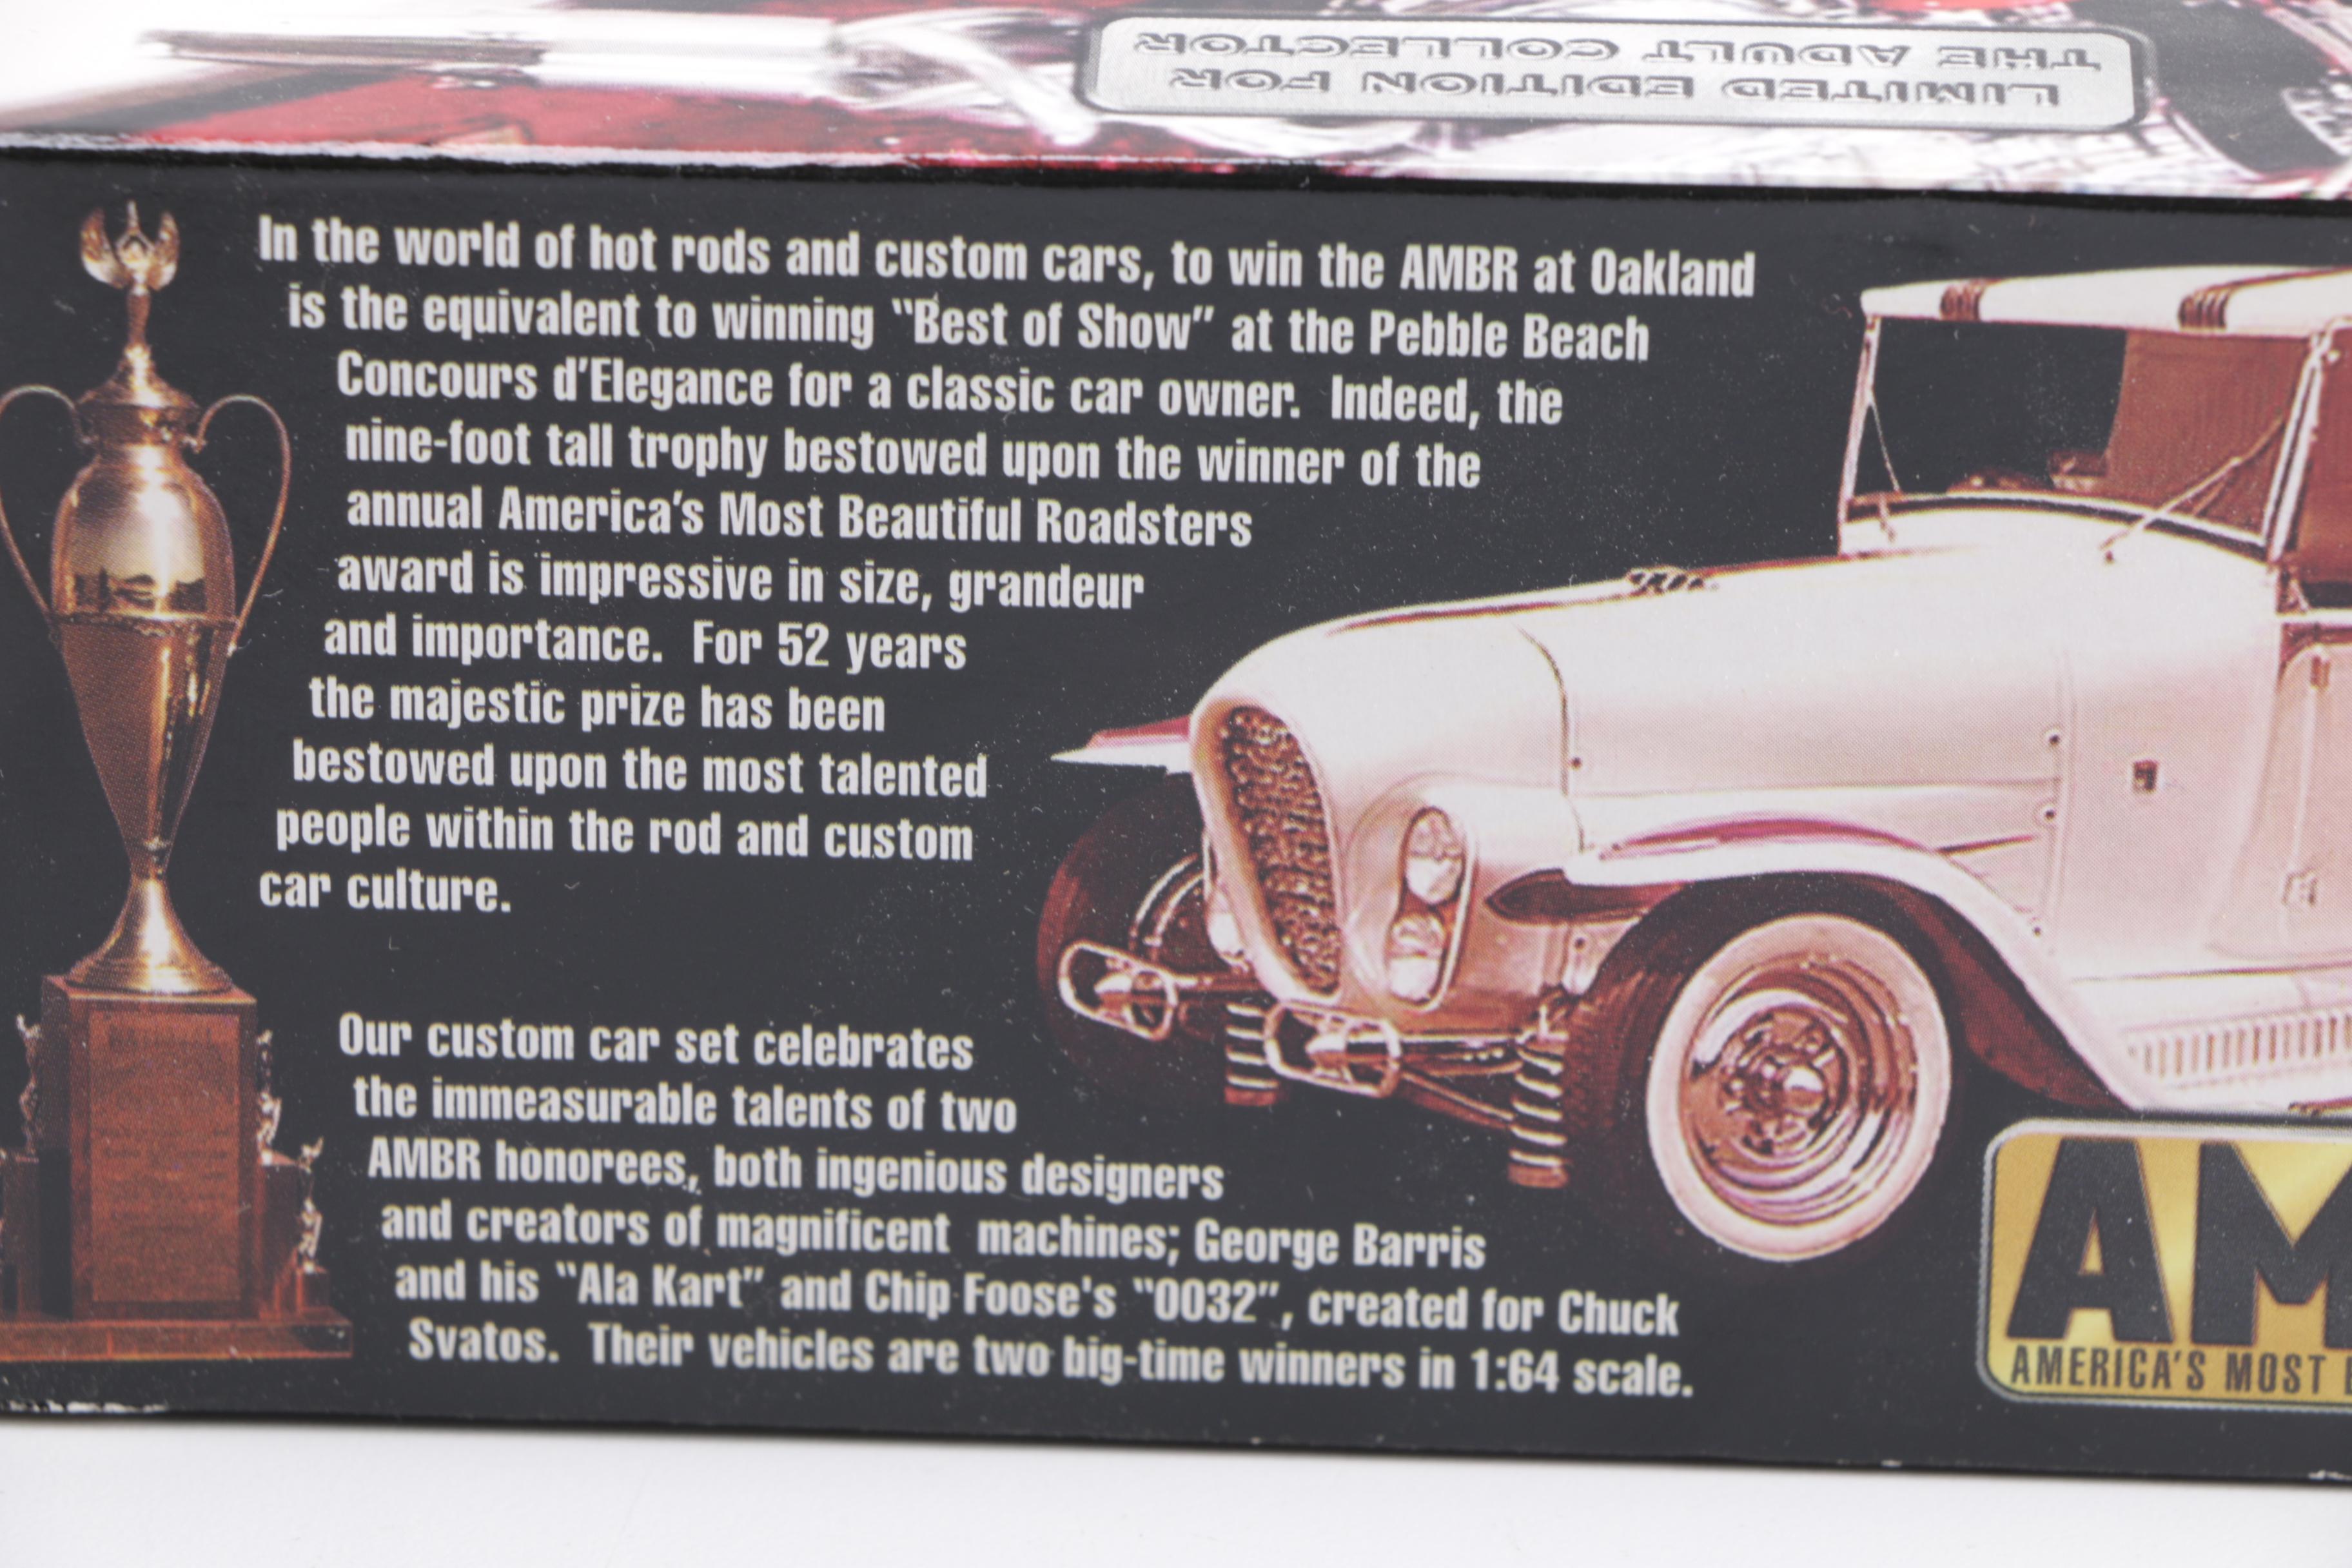 LIMITED EDITION FOR
THE ADULT COLLECTOR
In the world of hot rods and custom cars, to win the AMBR at Oakland
is the equivalent to winning "Best of Show" at the Pebble Beach
Concours d'Elegance for a classic car owner.  Indeed, the
nine-foot tall trophy bestowed upon the winner of the
annual America's Most Beautiful Roadsters
award is impressive in size, grandeur
and importance.  For 52 years
the majestic prize has been
bestowed upon the most talented
people within the rod and custom
car culture.
Our custom car set celebrates
the immeasurable talents of two
AMBR honorees, both ingenious designers
and creators of magnificent  machines; George Barris
and his "Ala Kart" and Chip Foose's "0032", created for Chuck
Svatos.  Their vehicles are two big-time winners in 1:64 scale.
AM
AMERICA'S MOST